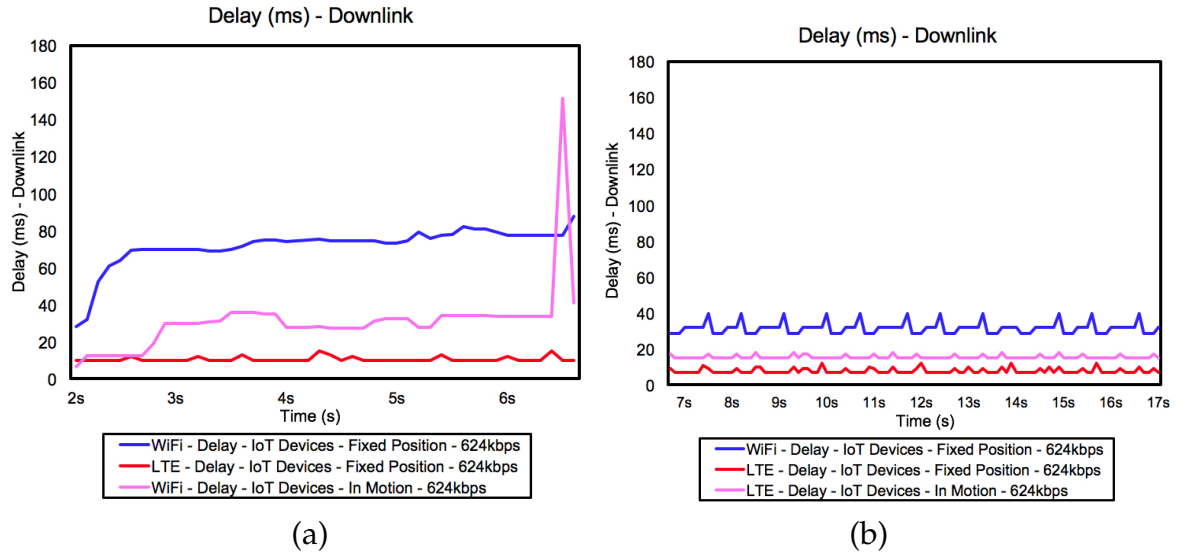 Delay (ms) - Downlink
180
160
140
120
100
80
60
40
20
0
Delay (ms) - Downlink
2s 3s 4s 5s 6s
Time (s)
WiFi - Delay - IoT Devices - Fixed Position - 624kbps
LTE - Delay - IoT Devices - Fixed Position - 624kbps
WiFi - Delay - IoT Devices - In Motion - 624kbps
(a)
Delay (ms) - Downlink
180
160
140
120
100
80
60
40
20
0
Delay (ms) - Downlink
7s 8s 9s 10s 11s 12s 13s 14s 15s 16s 17s
Time (s)
WiFi - Delay - IoT Devices - Fixed Position - 624kbps
LTE - Delay - IoT Devices - Fixed Position - 624kbps
LTE - Delay - IoT Devices - In Motion - 624kbps
(b)